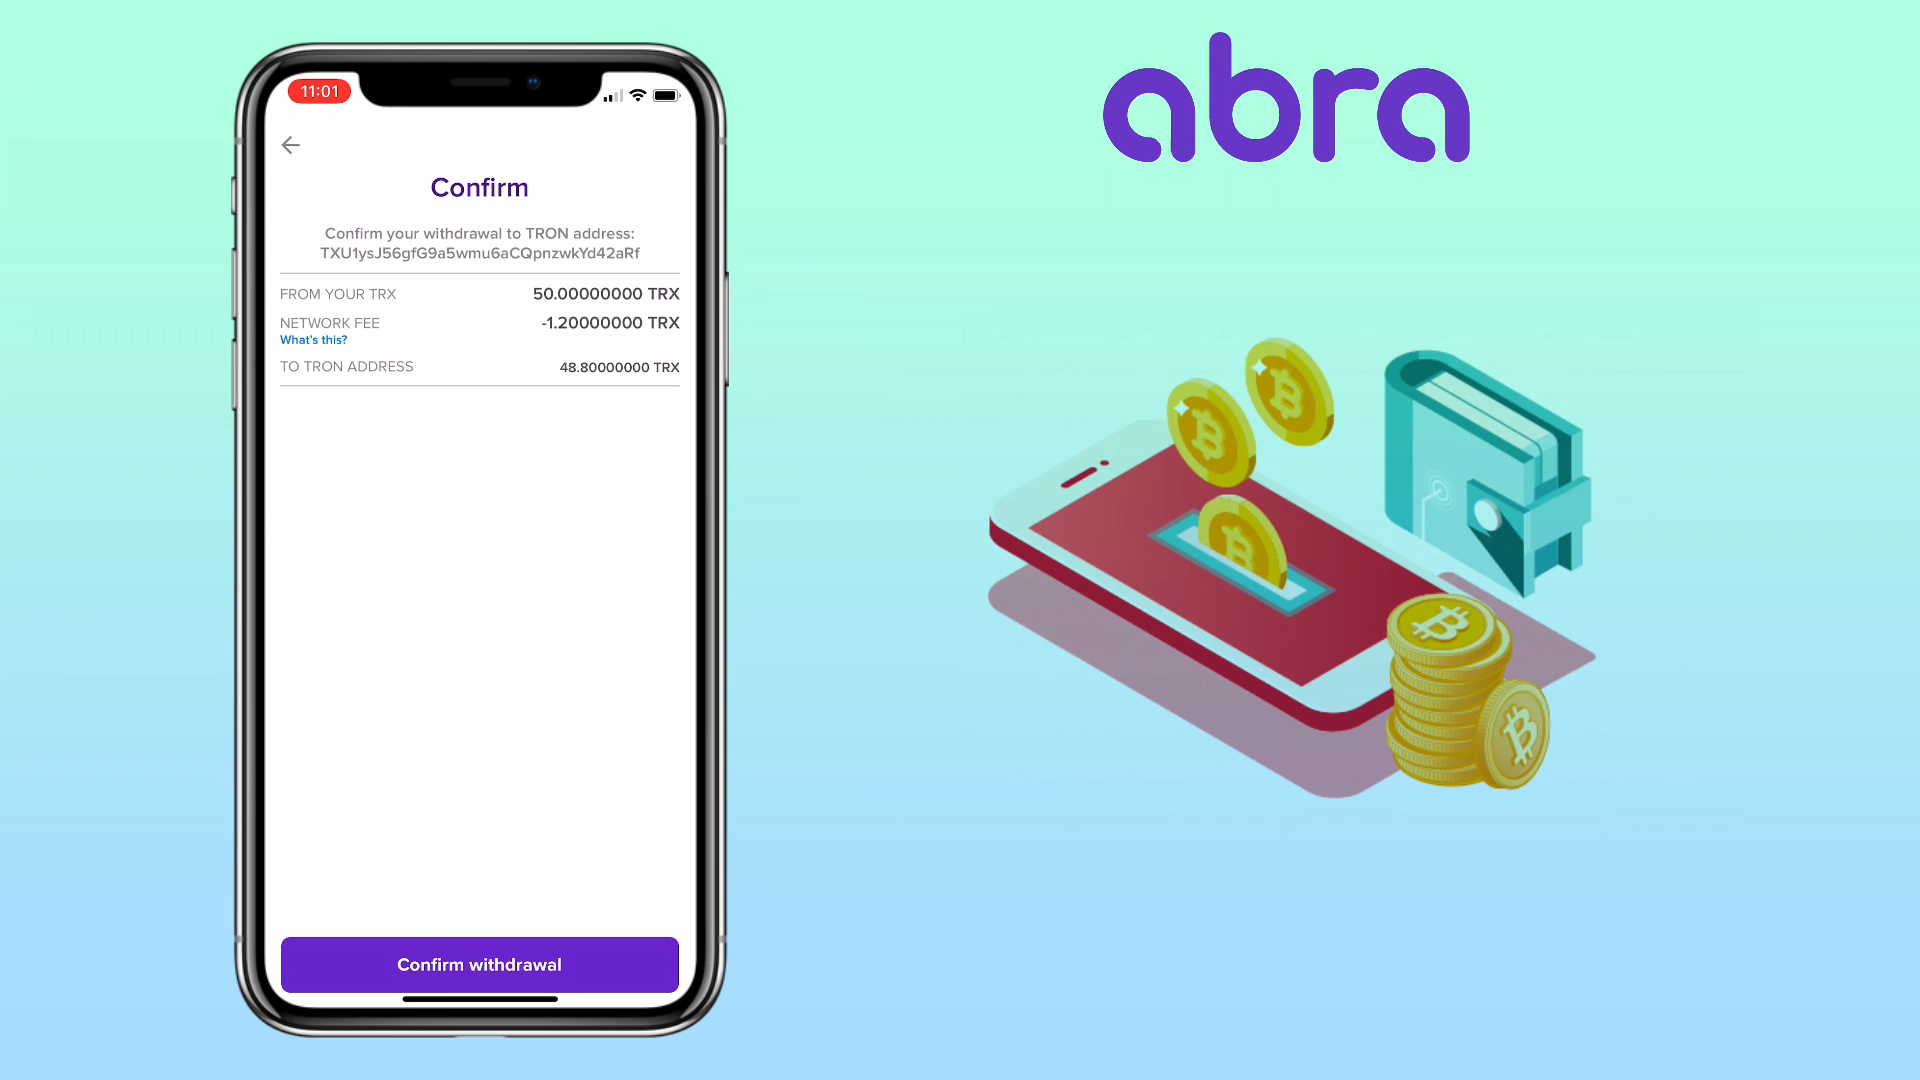 11:01
Confirm
Confirm your withdrawal to TRON address:
TXU1ysJ56gfG9a5wmu6aCQpnzwkYd42aRf
FROM YOUR TRX 50.00000000 TRX
NETWORK FEE -1.20000000 TRX
What's this?
TO TRON ADDRESS 48.80000000 TRX
Confirm withdrawal
abra